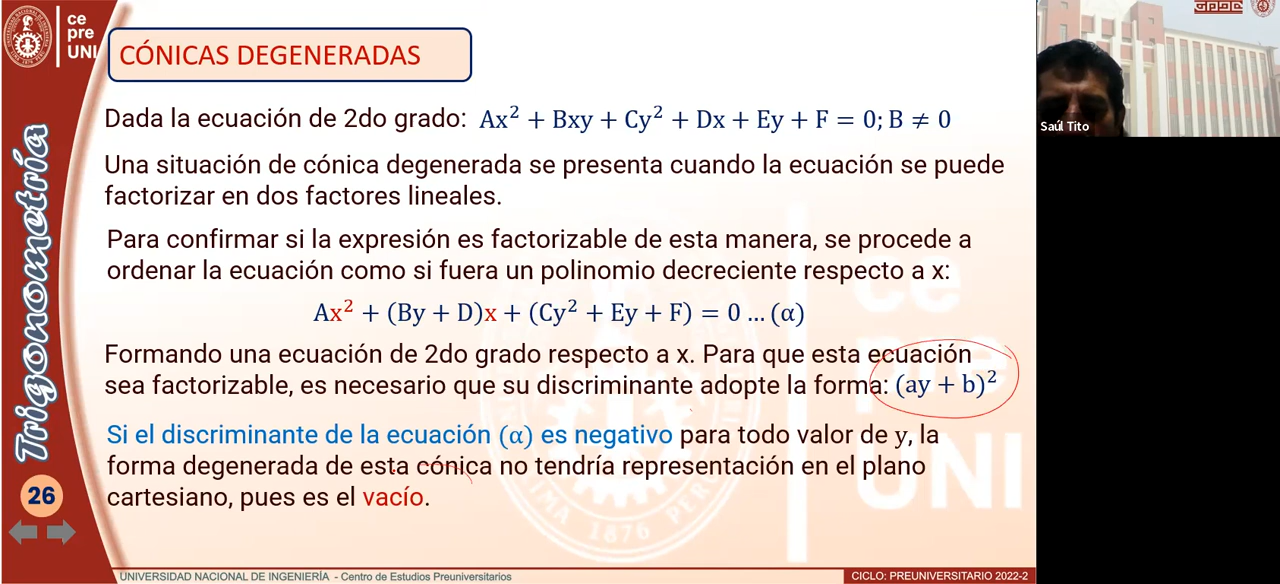 ce
pre
UNI
CÓNICAS DEGENERADAS
Dada la ecuación de 2do grado: Ax² + Bxy + Cy² + Dx + Ey + F = 0; B ≠ 0
Una situación de cónica degenerada se presenta cuando la ecuación se puede
factorizar en dos factores lineales.
Para confirmar si la expresión es factorizable de esta manera, se procede a
ordenar la ecuación como si fuera un polinomio decreciente respecto a x:
Ax² + (By + D)x + (Cy² + Ey + F) = 0 … (α)
Formando una ecuación de 2do grado respecto a x. Para que esta ecuación
sea factorizable, es necesario que su discriminante adopte la forma: (ay + b)²
Si el discriminante de la ecuación (α) es negativo para todo valor de y, la
forma degenerada de esta cónica no tendría representación en el plano
cartesiano, pues es el vacío.
Trigonometría
26
1876
UNIVERSIDAD NACIONAL DE INGENIERÍA - Centro de Estudios Preuniversitarios
CICLO: PREUNIVERSITARIO 2022-2
Saúl Tito